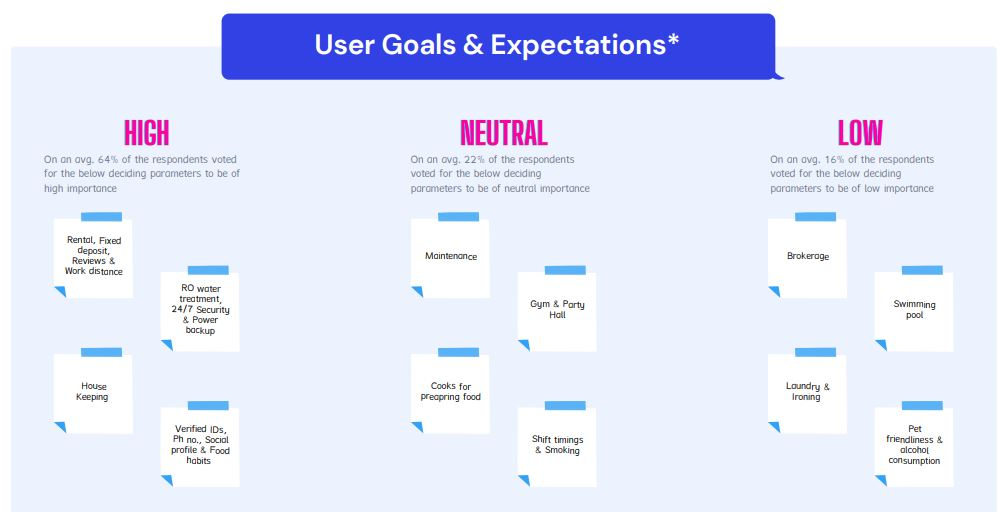 User Goals & Expectations*
HIGH
On an avg. 64% of the respondents voted
for the below deciding parameters to be of
high importance
Rental, Fixed
deposit,
Reviews &
Work distance
RO water
treatment,
24/7 Security
& Power
backup
House
Keeping
Verified IDs,
Ph no., Social
profile & Food
habits
NEUTRAL
On an avg. 22% of the respondents
voted for the below deciding
parameters to be of neutral importance
Maintenance
Gym & Party
Hall
Cooks for
preapring food
Shift timings
& Smoking
LOW
On an avg. 16% of the respondents
voted for the below deciding
parameters to be of low importance
Brokerage
Swimming
pool
Laundry &
Ironing
Pet
friendliness &
alcohol
consumption